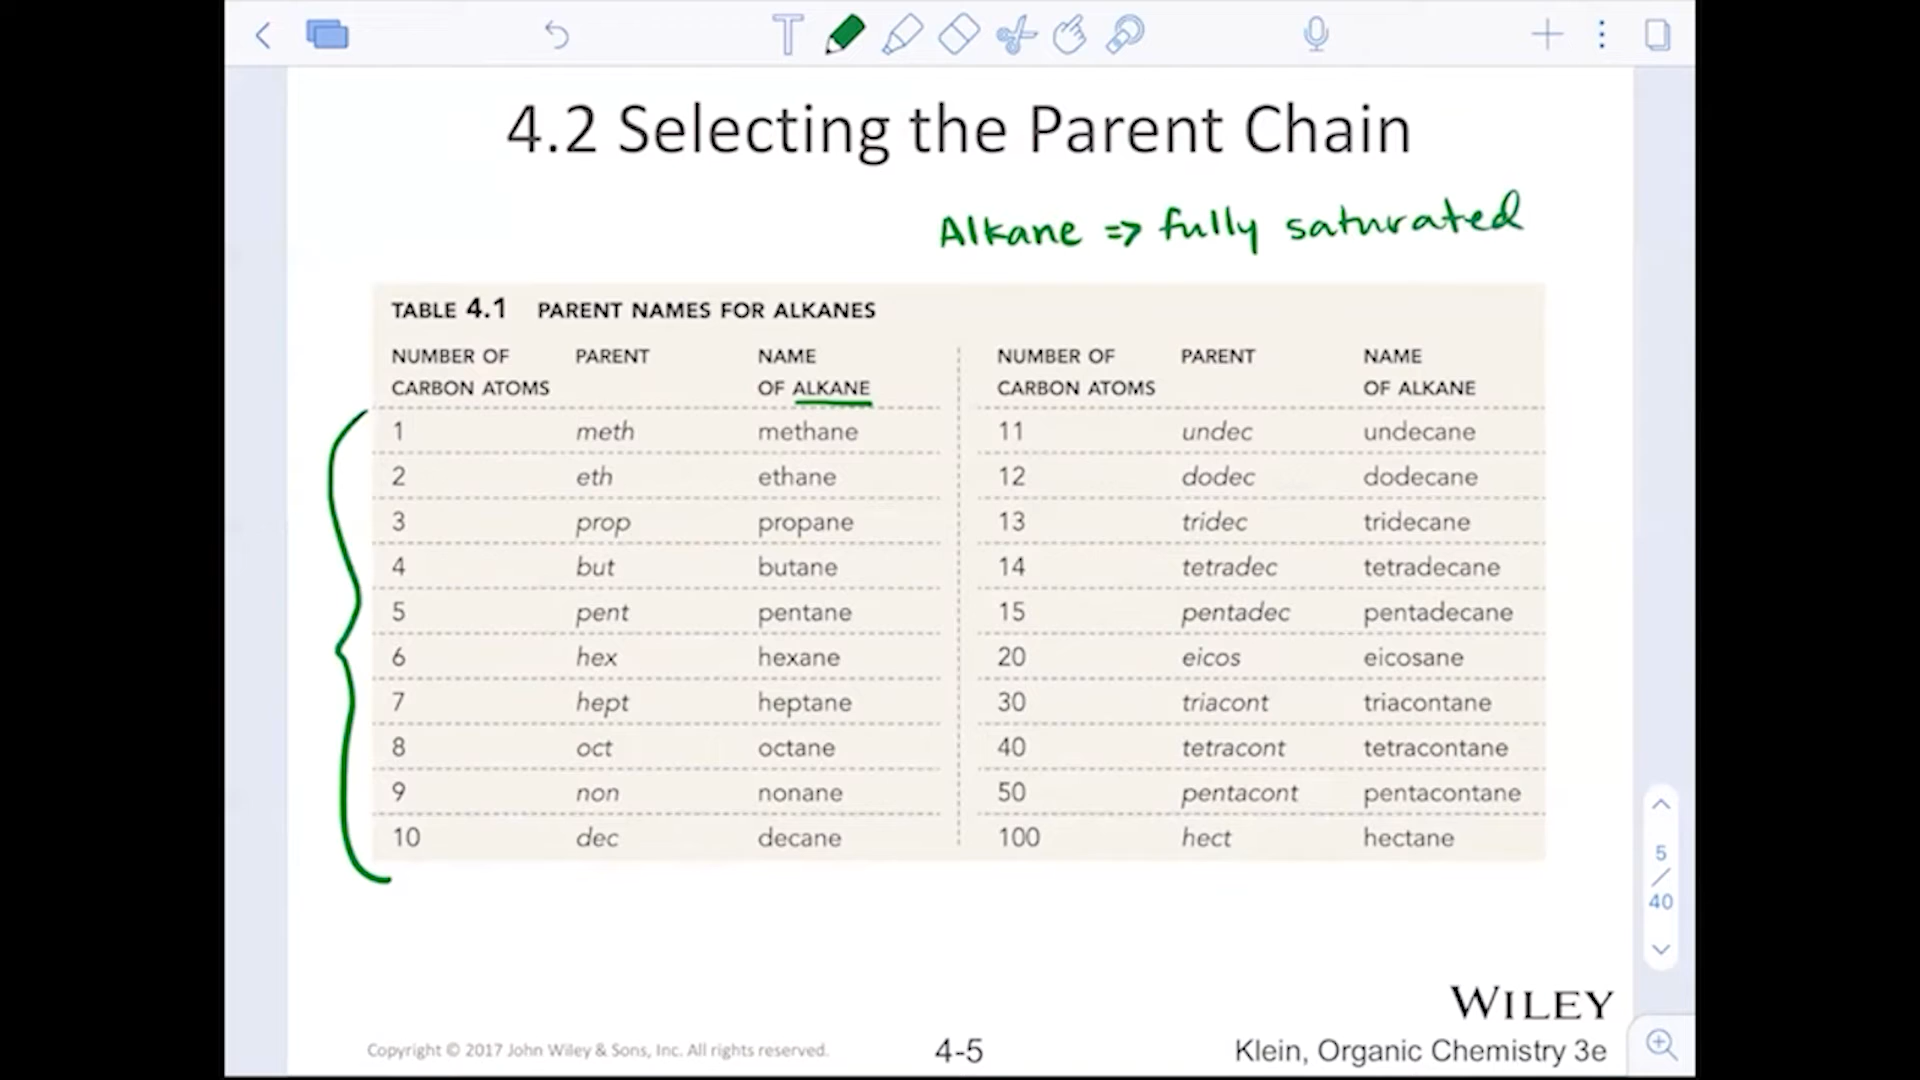 4.2 Selecting the Parent Chain
Alkane => fully saturated
TABLE 4.1 PARENT NAMES FOR ALKANES
NUMBER OF CARBON ATOMS PARENT NAME OF ALKANE
1 meth methane
2 eth ethane
3 prop propane
4 but butane
5 pent pentane
6 hex hexane
7 hept heptane
8 oct octane
9 non nonane
10 dec decane
NUMBER OF CARBON ATOMS PARENT NAME OF ALKANE
11 undec undecane
12 dodec dodecane
13 tridec tridecane
14 tetradec tetradecane
15 pentadec pentadecane
20 eicos eicosane
30 triacont triacontane
40 tetracont tetracontane
50 pentacont pentacontane
100 hect hectane
5
/
40
WILEY
Copyright © 2017 John Wiley & Sons, Inc. All rights reserved.
4-5
Klein, Organic Chemistry 3e